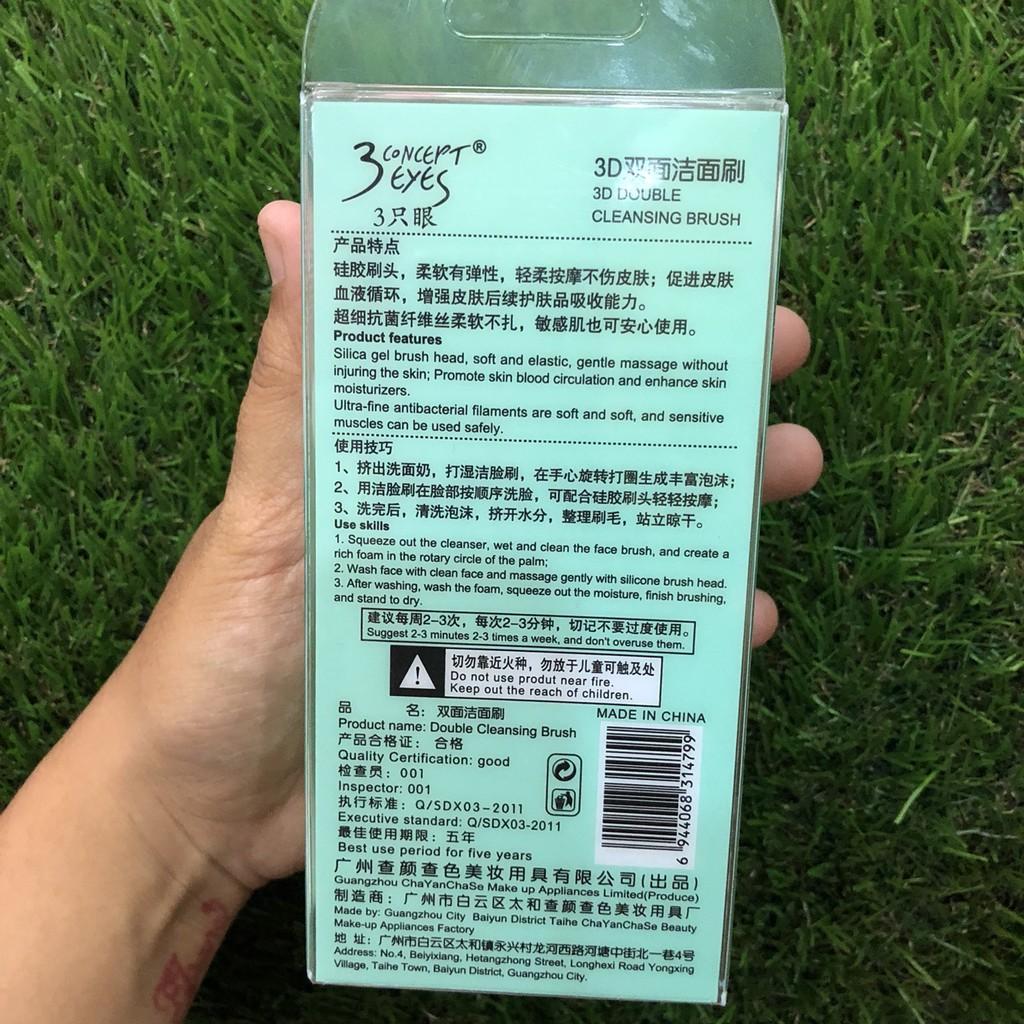 3 CONCEPT EYES®
3只眼
3D双面洁面刷
3D DOUBLE
CLEANSING BRUSH
产品特点
硅胶刷头，柔软有弹性，轻柔按摩不伤皮肤；促进皮肤
血液循环，增强皮肤后续护肤品吸收能力。
超细抗菌纤维丝柔软不扎，敏感肌也可安心使用。
Product features
Silica gel brush head, soft and elastic, gentle massage without
injuring the skin; Promote skin blood circulation and enhance skin
moisturizers.
Ultra-fine antibacterial filaments are soft and soft, and sensitive
muscles can be used safely.
使用技巧
1、挤出洗面奶，打湿洁脸刷，在手心旋转打圈生成丰富泡沫；
2、用洁脸刷在脸部按顺序洗脸，可配合硅胶刷头轻轻按摩；
3、洗完后，清洗泡沫，挤开水分，整理刷毛，站立晾干。
Use skills
1. Squeeze out the cleanser, wet and clean the face brush, and create a
rich foam in the rotary circle of the palm;
2. Wash face with clean face and massage gently with silicone brush head.
3. After washing, wash the foam, squeeze out the moisture, finish brushing,
and stand to dry.
建议每周2-3次，每次2-3分钟，切记不要过度使用。
Suggest 2-3 minutes 2-3 times a week, and don't overuse them.
切勿靠近火种，勿放于儿童可触及处
Do not use produt near fire.
Keep out the reach of children.
品 名：双面洁面刷
Product name: Double Cleansing Brush
产品合格证：合格
Quality Certification: good
检查员：001
Inspector: 001
执行标准：Q/SDX03-2011
Executive standard: Q/SDX03-2011
最佳使用期限：五年
Best use period for five years
MADE IN CHINA
6 944068 314799
广州查颜查色美妆用具有限公司(出品)
Guangzhou ChaYanChaSe Make up Appliances Limited(Produce)
制造商：广州市白云区太和查颜查色美妆用具厂
Made by: Guangzhou City Baiyun District Taihe ChaYanChaSe Beauty
Make-up Appliances Factory
地 址：广州市白云区太和镇永兴村龙河西路河塘中街北一巷4号
Address: No.4, Beiyixiang, Hetangzhong Street, Longhexi Road Yongxing
Village, Taihe Town, Baiyun District, Guangzhou City.